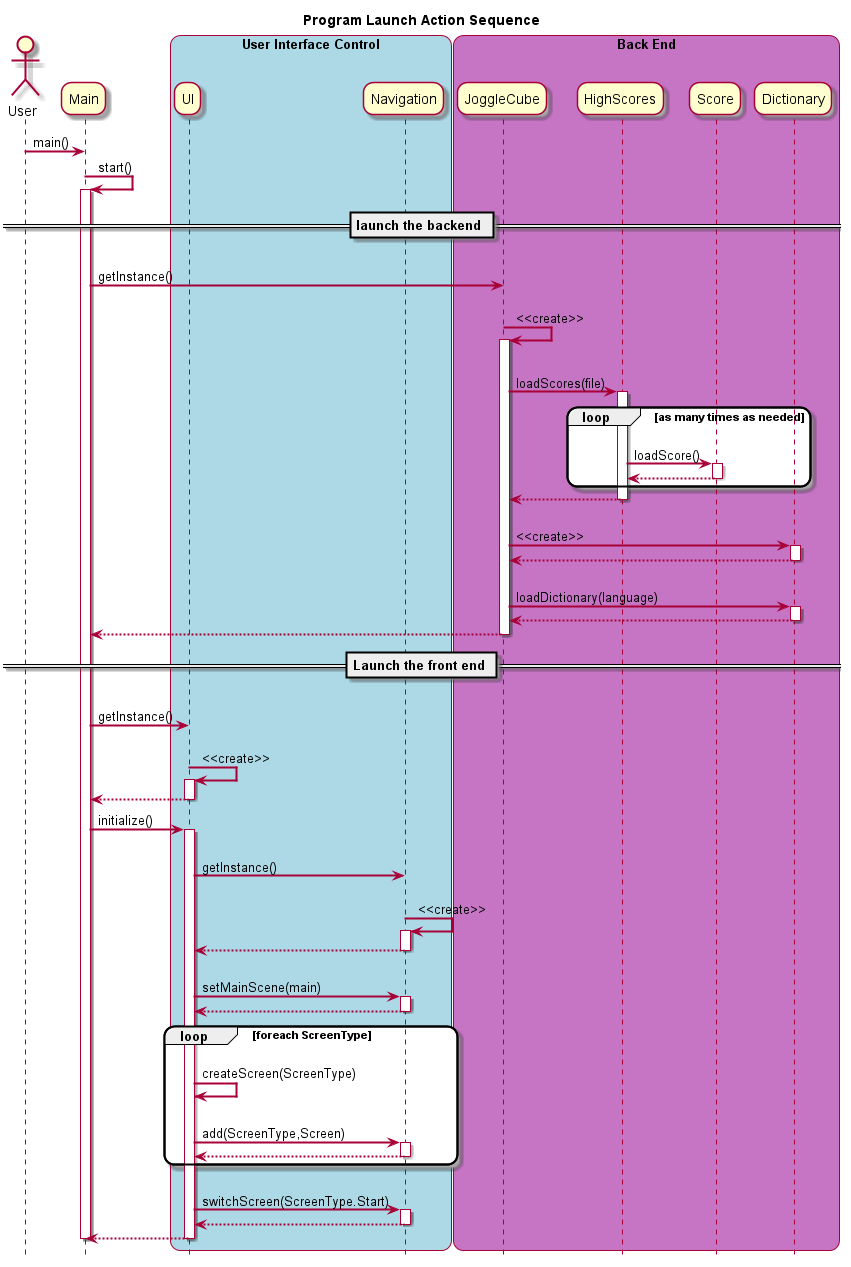 Program Launch Action Sequence
User Interface Control
Back End
User
Main
UI
Navigation
JoggleCube
HighScores
Score
Dictionary
main()
start()
launch the backend
getInstance()
<<create>>
loadScores(file)
loop [as many times as needed]
loadScore()
<<create>>
loadDictionary(language)
Launch the front end
getInstance()
<<create>>
initialize()
getInstance()
<<create>>
setMainScene(main)
loop [foreach ScreenType]
createScreen(ScreenType)
add(ScreenType,Screen)
switchScreen(ScreenType.Start)